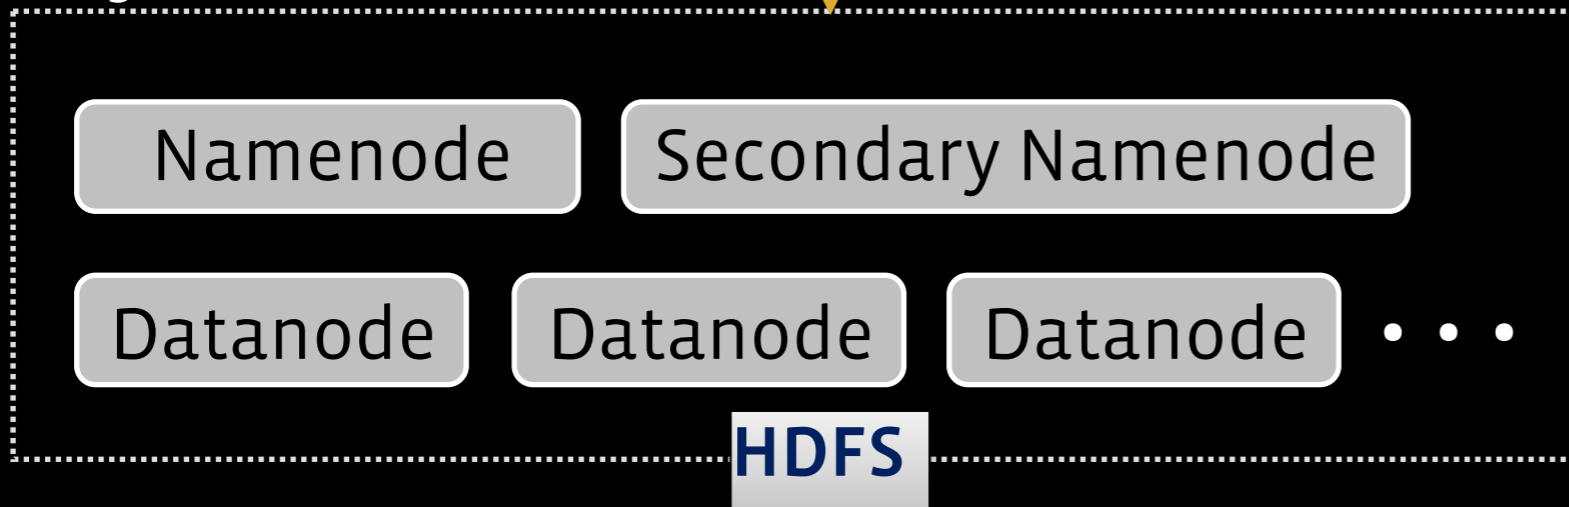 Namenode Secondary Namenode
Datanode Datanode Datanode • • •
HDFS